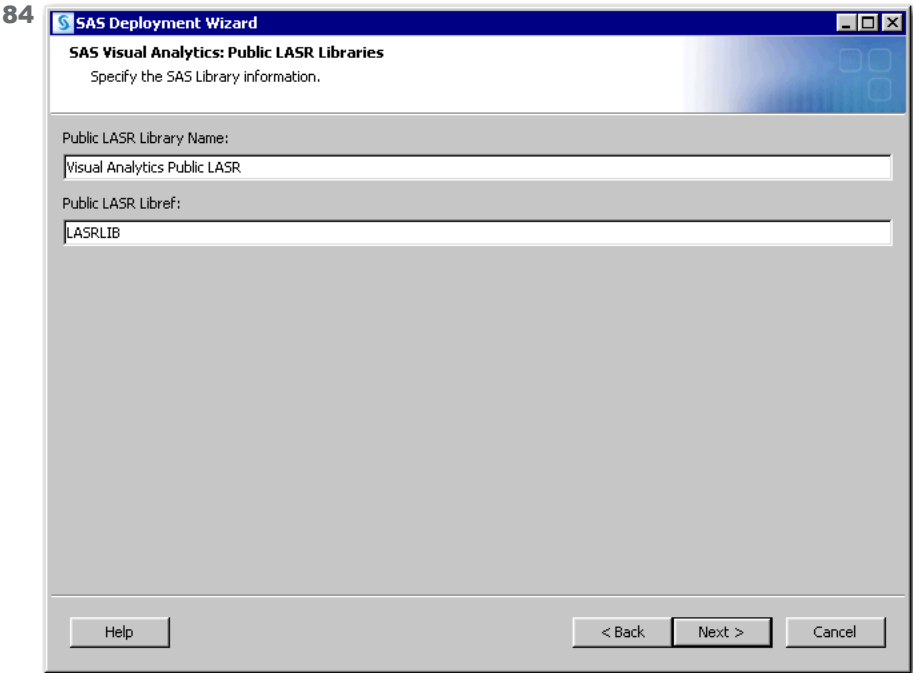 84
SAS Deployment Wizard
SAS Visual Analytics: Public LASR Libraries
Specify the SAS Library information.
Public LASR Library Name:
Visual Analytics Public LASR
Public LASR Libref:
LASRLIB
Help
< Back
Next >
Cancel